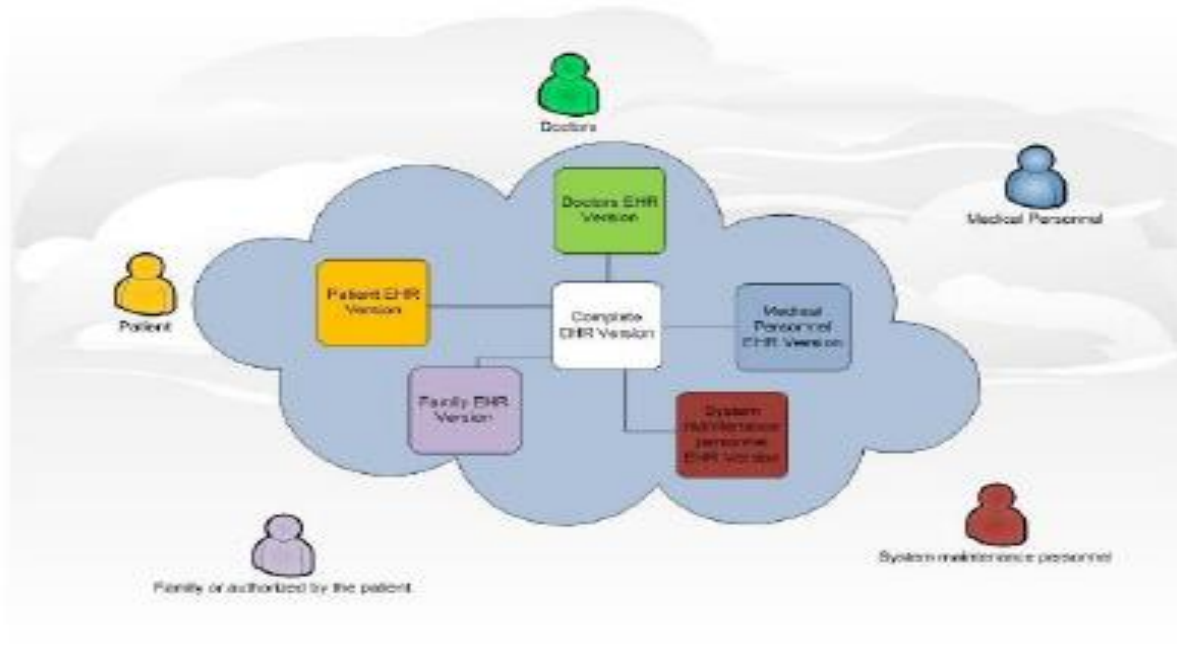 Doctors
Doctors EHR
Version
Medical Personnel
Patient EHR
Version
Patient
Complete
EHR Version
Medical
Personnel
EHR Version
Family EHR
Version
System
maintenance
personnel
EHR Version
System maintenance personnel
Family or authorized by the patient